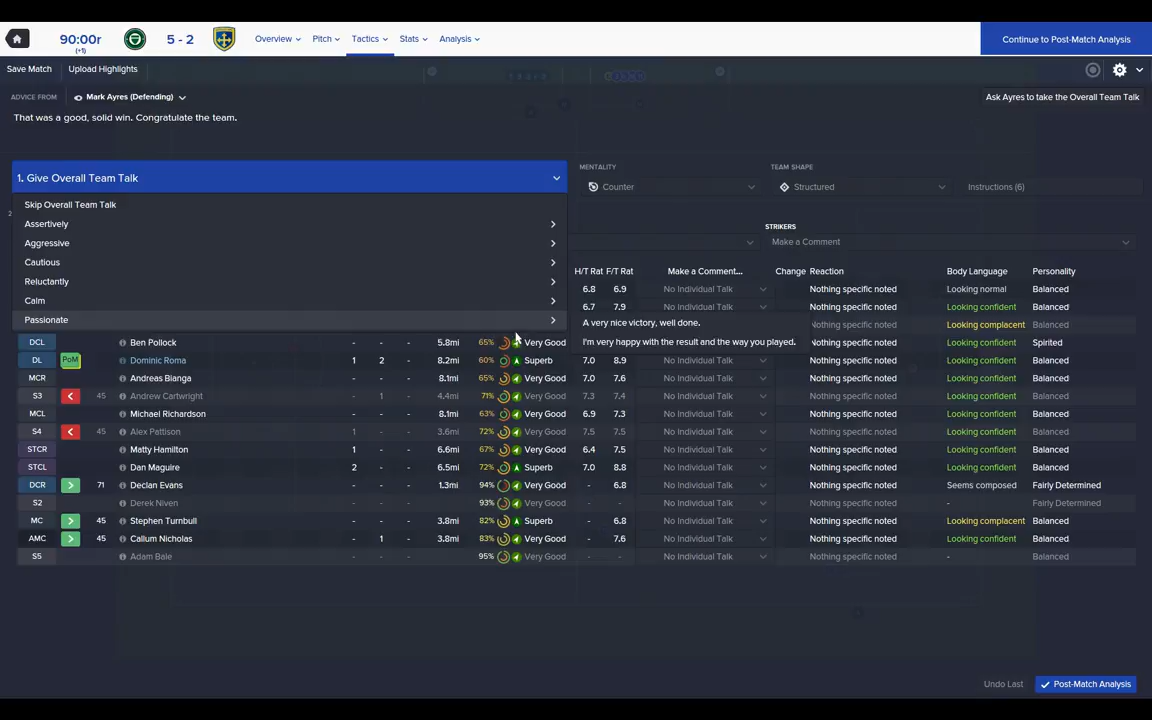 90:00r
(+1)
5 - 2
Overview
Pitch
Tactics
Stats
Analysis
Continue to Post-Match Analysis
Save Match
Upload Highlights
ADVICE FROM
Mark Ayres (Defending)
Ask Ayres to take the Overall Team Talk
That was a good, solid win. Congratulate the team.
1. Give Overall Team Talk
MENTALITY
Counter
TEAM SHAPE
Structured
Instructions (6)
Skip Overall Team Talk
Assertively
Aggressive
Cautious
Reluctantly
Calm
Passionate
2
STRIKERS
Make a Comment
H/T Rat F/T Rat Make a Comment... Change Reaction Body Language Personality
6.8 6.9 No Individual Talk Nothing specific noted Looking normal Balanced
6.7 7.9 No Individual Talk Nothing specific noted Looking confident Balanced
A very nice victory, well done. Nothing specific noted Looking complacent Balanced
I'm very happy with the result and the way you played.
DCL Ben Pollock - - - 5.8mi 65% Very Good Nothing specific noted Looking confident Spirited
DL PoM Dominic Roma 1 2 - 8.2mi 60% Superb 7.0 8.9 No Individual Talk Nothing specific noted Looking confident Balanced
MCR Andreas Bianga - - - 8.1mi 65% Very Good 7.0 7.6 No Individual Talk Nothing specific noted Looking confident Balanced
S3 45 Andrew Cartwright - 1 - 4.4mi 71% Very Good 7.3 7.4 No Individual Talk Nothing specific noted Looking confident Balanced
MCL Michael Richardson - - - 8.1mi 63% Very Good 6.9 7.3 No Individual Talk Nothing specific noted Looking confident Balanced
S4 45 Alex Pattison 1 - - 3.6mi 72% Very Good 7.5 7.5 No Individual Talk Nothing specific noted Looking confident Balanced
STCR Matty Hamilton 1 - - 6.6mi 67% Very Good 6.4 7.5 No Individual Talk Nothing specific noted Looking confident Balanced
STCL Dan Maguire 2 - - 6.5mi 72% Superb 7.0 8.8 No Individual Talk Nothing specific noted Looking confident Balanced
DCR 71 Declan Evans - - - 1.3mi 94% Very Good - 6.8 No Individual Talk Nothing specific noted Seems composed Fairly Determined
S2 Derek Niven - - - - 93% Very Good - - No Individual Talk Nothing specific noted - Fairly Determined
MC 45 Stephen Turnbull - - - 3.8mi 82% Superb - 6.8 No Individual Talk Nothing specific noted Looking complacent Balanced
AMC 45 Callum Nicholas - 1 - 3.8mi 83% Very Good - 7.6 No Individual Talk Nothing specific noted Looking confident Balanced
S5 Adam Bale - - - - 95% Very Good - - No Individual Talk Nothing specific noted - Balanced
Undo Last
Post-Match Analysis